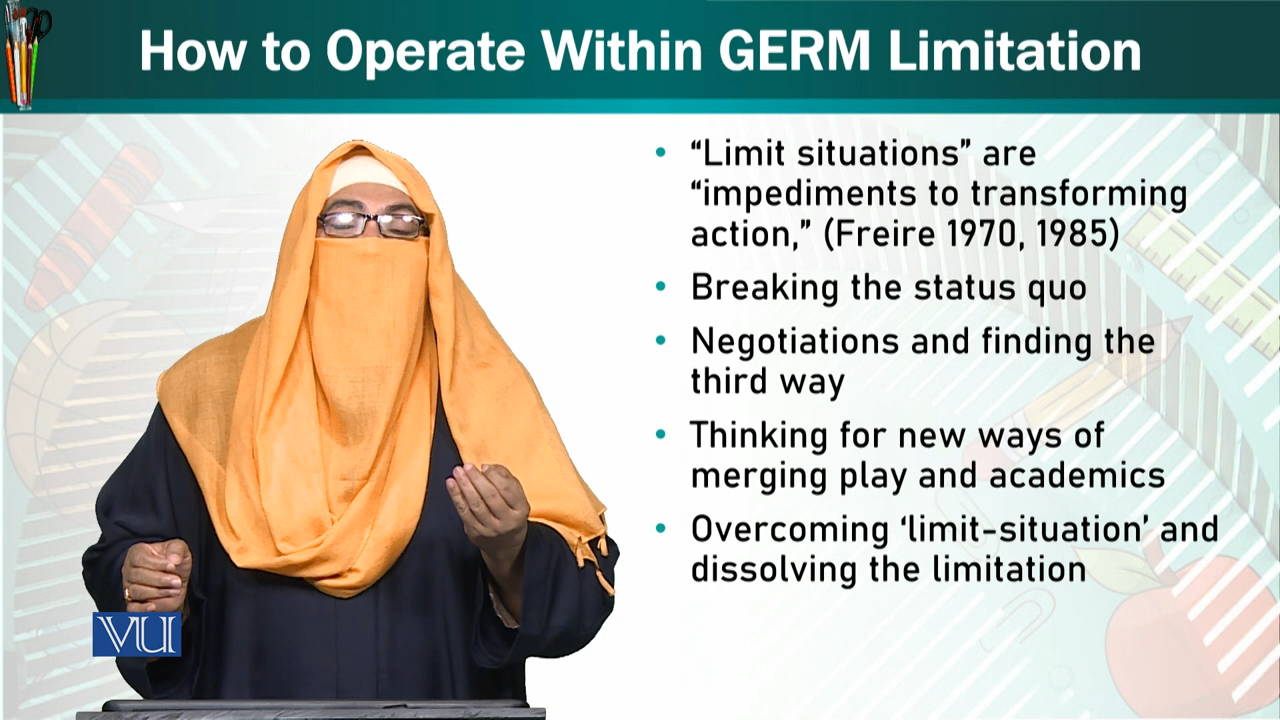 How to Operate Within GERM Limitation
• “Limit situations” are
“impediments to transforming
action,” (Freire 1970, 1985)
• Breaking the status quo
• Negotiations and finding the
third way
• Thinking for new ways of
merging play and academics
• Overcoming ‘limit-situation’ and
dissolving the limitation
VU